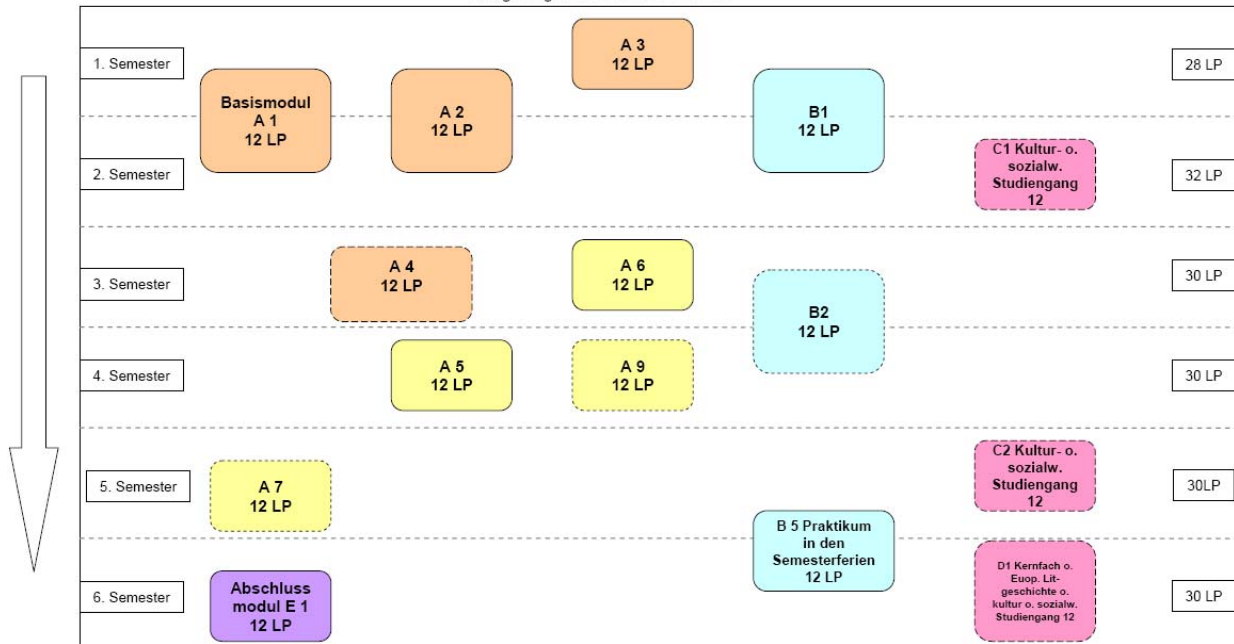 1. Semester
A 3
12 LP
28 LP
Basismodul
A 1
12 LP
A 2
12 LP
B1
12 LP
2. Semester
C1 Kultur- o.
sozialw.
Studiengang
12
32 LP
3. Semester
A 4
12 LP
A 6
12 LP
B2
12 LP
30 LP
4. Semester
A 5
12 LP
A 9
12 LP
30 LP
5. Semester
A 7
12 LP
C2 Kultur- o.
sozialw.
Studiengang
12
30LP
B 5 Praktikum
in den
Semesterferien
12 LP
6. Semester
Abschluss
modul E 1
12 LP
D1 Kernfach o.
Euop. Lit-
geschichte o.
kultur o. sozialw.
Studiengang 12
30 LP